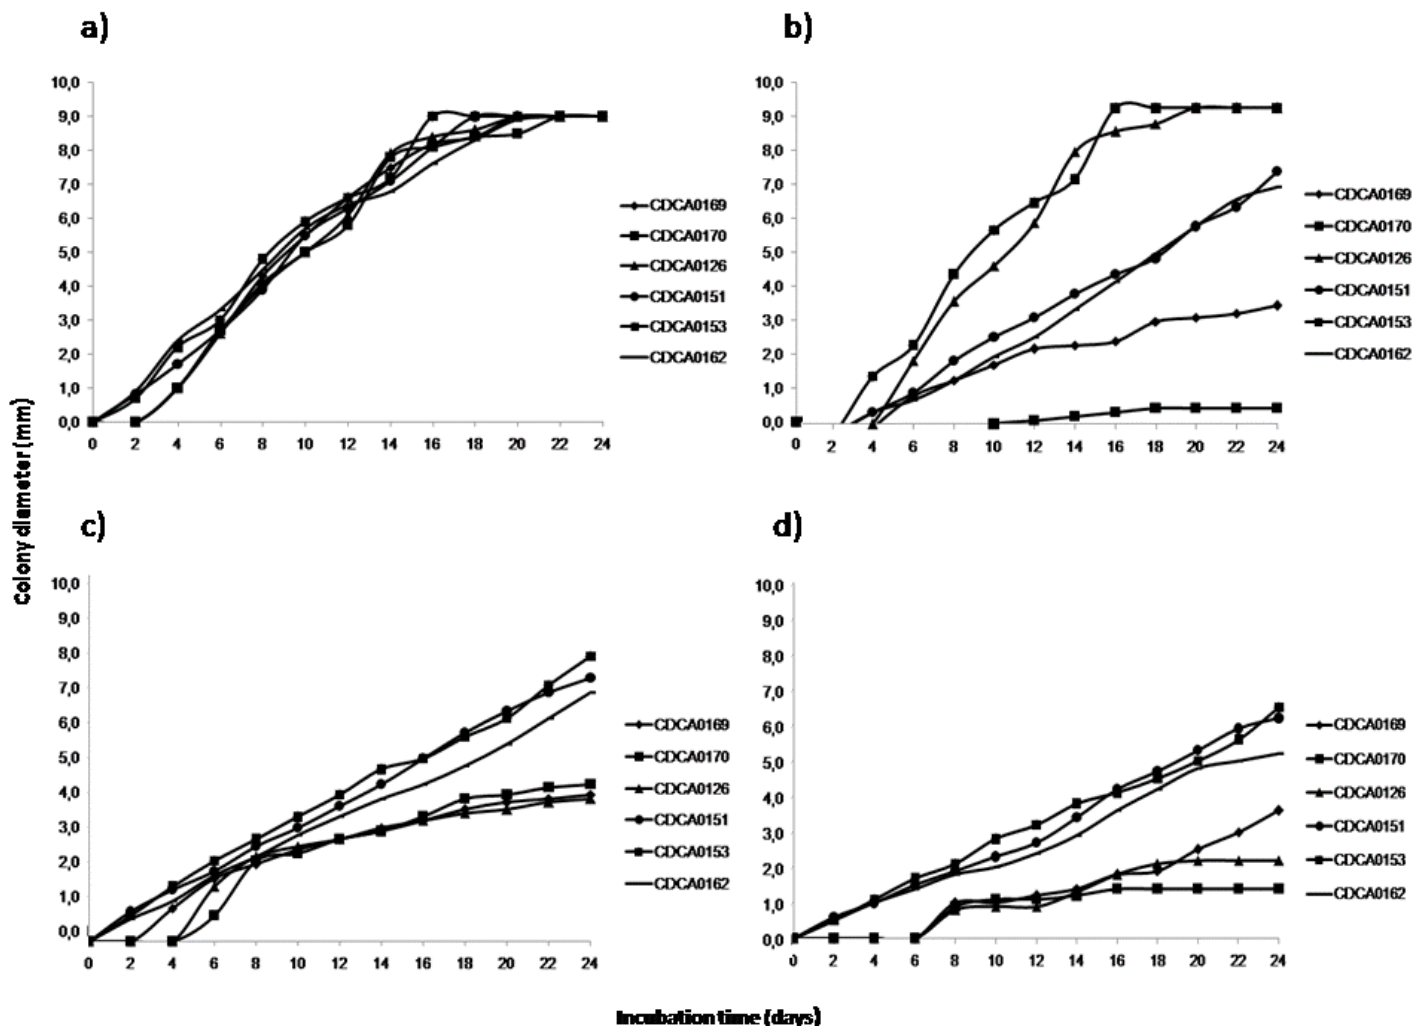 a)
10,0
9,0
8,0
7,0
6,0
5,0
4,0
3,0
2,0
1,0
0,0
0 2 4 6 8 10 12 14 16 18 20 22 24
CDCA0169
CDCA0170
CDCA0126
CDCA0151
CDCA0153
CDCA0162
b)
10,0
9,0
8,0
7,0
6,0
5,0
4,0
3,0
2,0
1,0
0,0
0 2 4 6 8 10 12 14 16 18 20 22 24
CDCA0169
CDCA0170
CDCA0126
CDCA0151
CDCA0153
CDCA0162
Colony diameter (mm)
c)
10,0
9,0
8,0
7,0
6,0
5,0
4,0
3,0
2,0
1,0
0,0
0 2 4 6 8 10 12 14 16 18 20 22 24
CDCA0169
CDCA0170
CDCA0126
CDCA0151
CDCA0153
CDCA0162
d)
10,0
9,0
8,0
7,0
6,0
5,0
4,0
3,0
2,0
1,0
0,0
0 2 4 6 8 10 12 14 16 18 20 22 24
CDCA0169
CDCA0170
CDCA0126
CDCA0151
CDCA0153
CDCA0162
Incubation time (days)